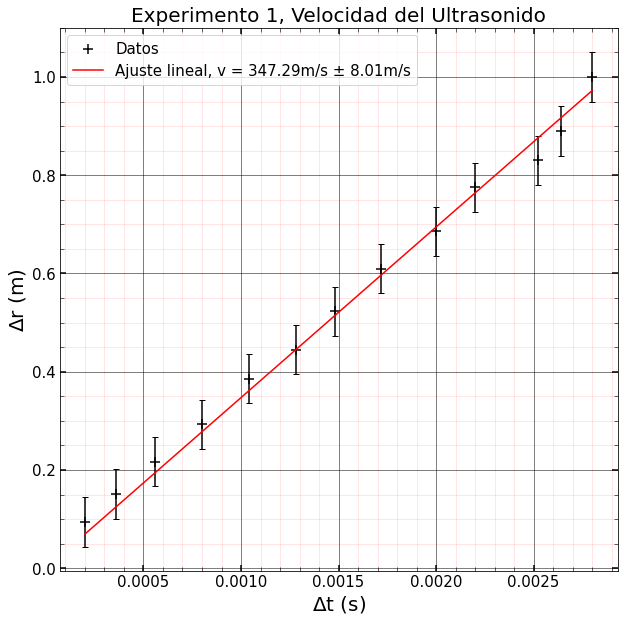 Experimento 1, Velocidad del Ultrasonido
Datos
Ajuste lineal, v = 347.29m/s ± 8.01m/s
1.0
0.8
0.6
0.4
0.2
0.0
Δr (m)
0.0005 0.0010 0.0015 0.0020 0.0025
Δt (s)